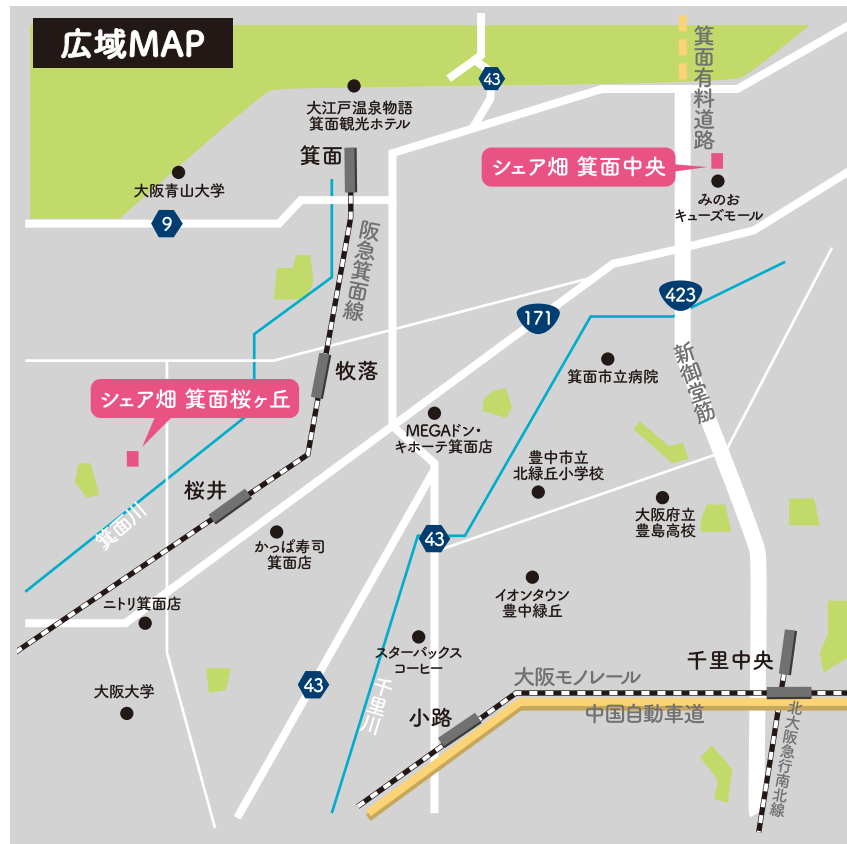 広域MAP
箕面有料道路
43
大江戸温泉物語
箕面観光ホテル
箕面
シェア畑 箕面中央
大阪青山大学
みのお
キューズモール
9
阪急箕面線
423
171
新御堂筋
牧落
箕面市立病院
シェア畑 箕面桜ヶ丘
MEGAドン・
キホーテ箕面店
豊中市立
北緑丘小学校
桜井
大阪府立
豊島高校
箕面川
43
かっぱ寿司
箕面店
イオンタウン
豊中緑丘
ニトリ箕面店
スターバックス
コーヒー
千里中央
大阪モノレール
43
大阪大学
千里川
小路
中国自動車道
北大阪急行南北線